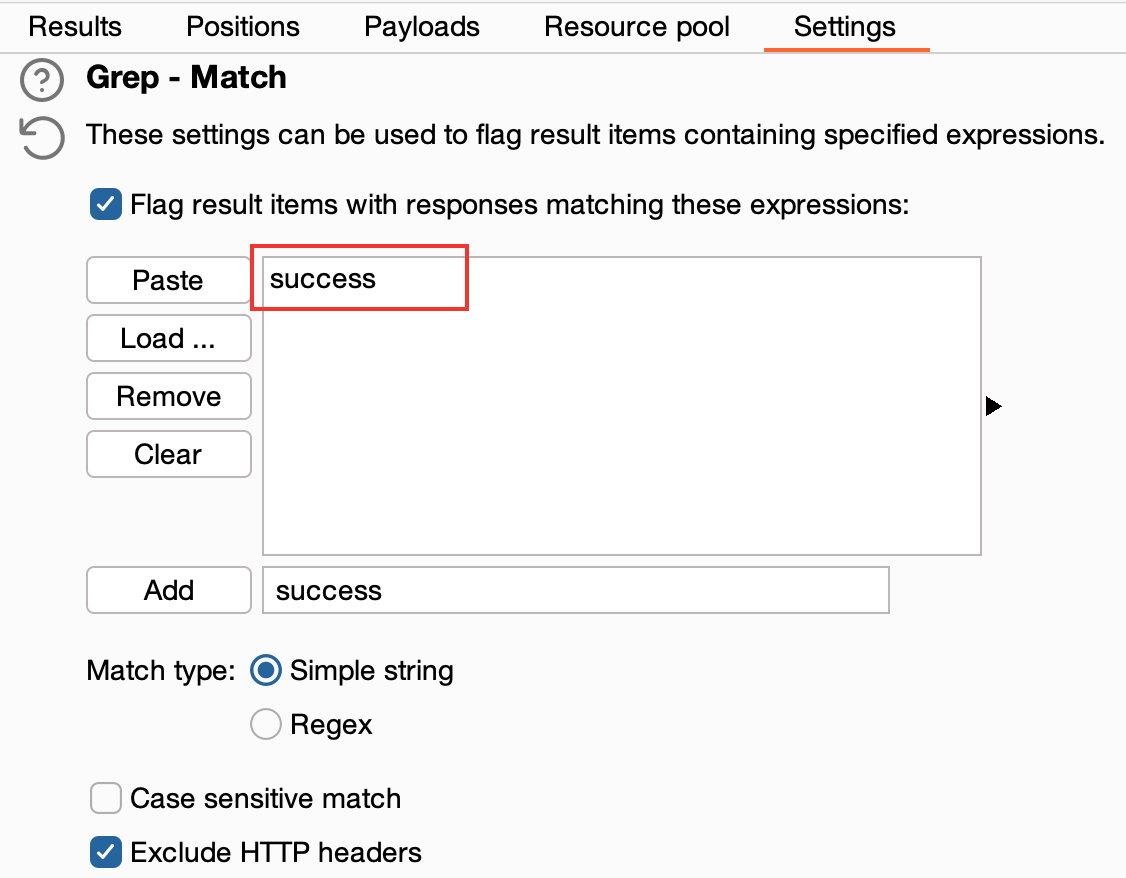 Results Positions Payloads Resource pool Settings
Grep - Match
These settings can be used to flag result items containing specified expressions.
Flag result items with responses matching these expressions:
Paste success
Load ...
Remove
Clear
Add success
Match type: Simple string
Regex
Case sensitive match
Exclude HTTP headers